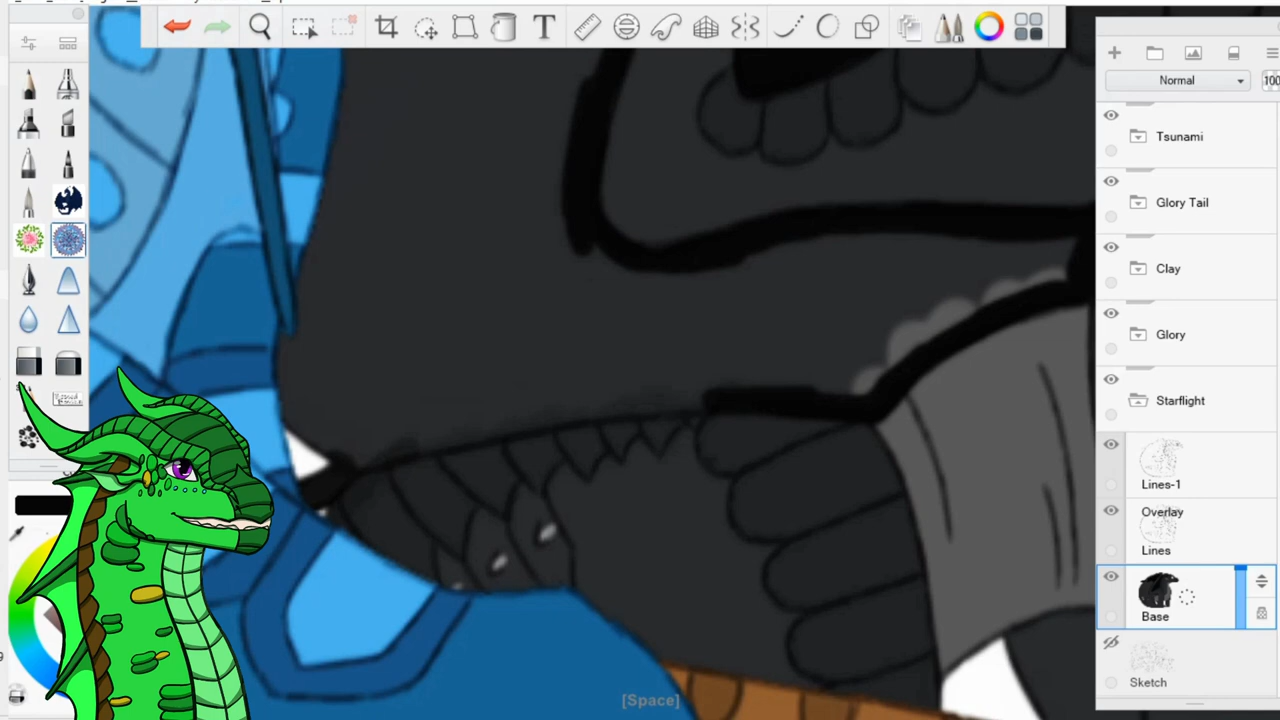 T
Normal
100
Tsunami
Glory Tail
Clay
Glory
Starflight
Lines-1
Overlay
Lines
Base
Sketch
[Space]